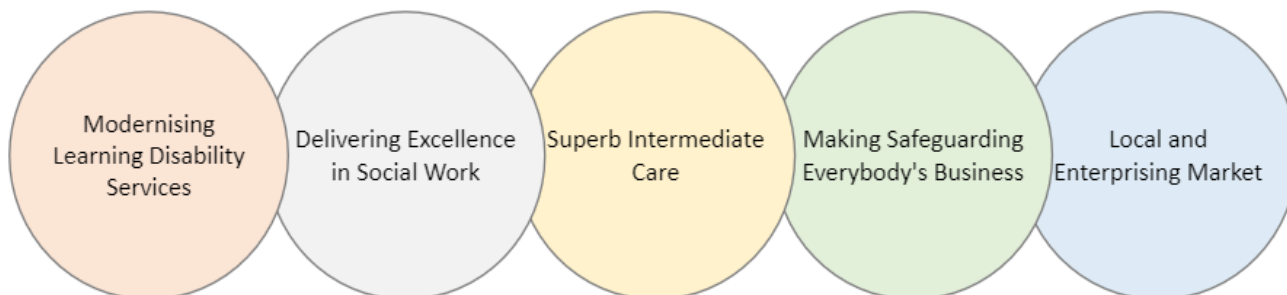 Modernising
Learning Disability
Services
Delivering Excellence
in Social Work
Superb Intermediate
Care
Making Safeguarding
Everybody's Business
Local and
Enterprising Market